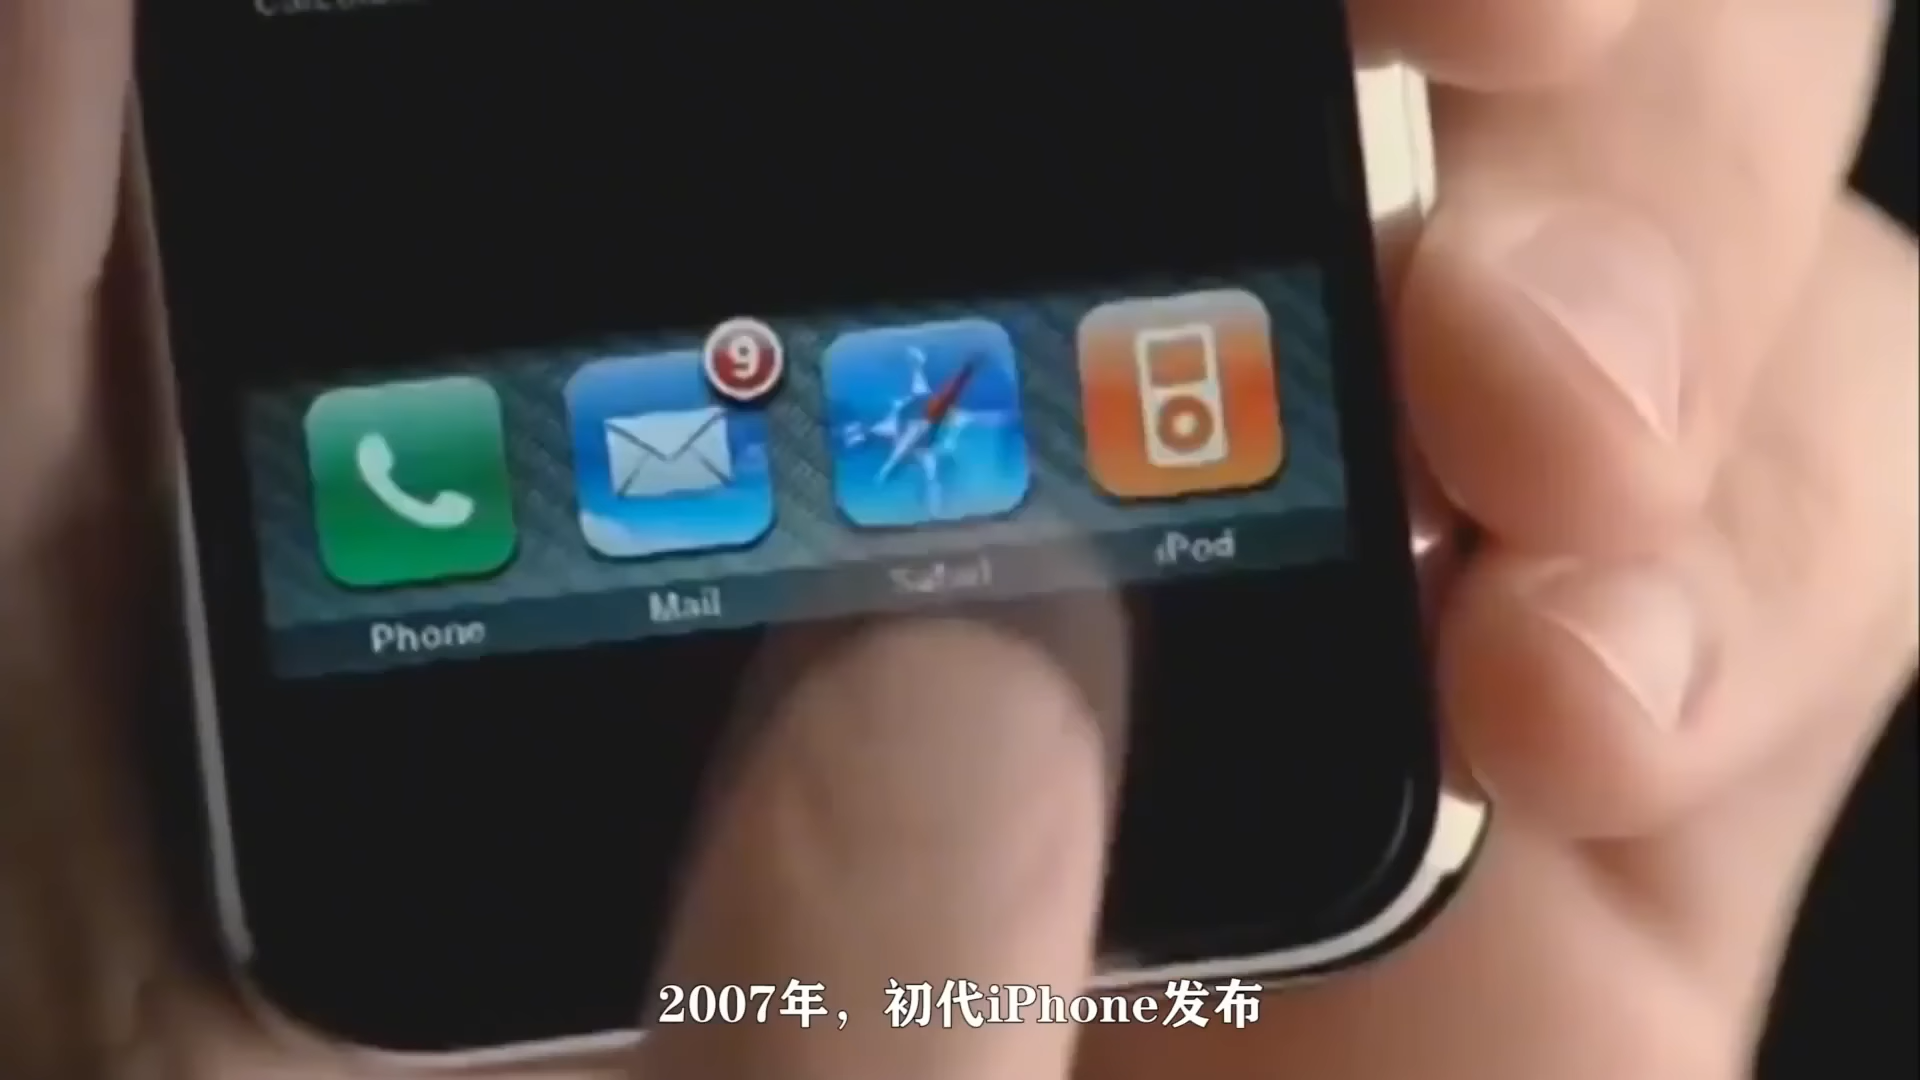 9
Phone
Mail
Safari
iPod
2007年，初代iPhone发布